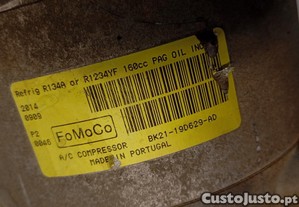 Refrig R134A or R1234YF 160cc PAG OIL INC
2014
0909
P2
0045
FoMoCo
BK21-19D629-AD
A/C COMPRESSOR
MADE IN PORTUGAL
CustoJusto.pt